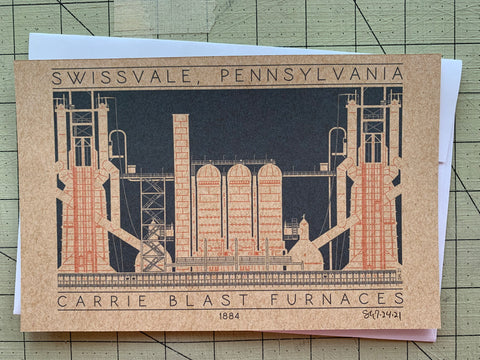 SWISSVALE, PENNSYLVANIA
CARRIE BLAST FURNACES
1884